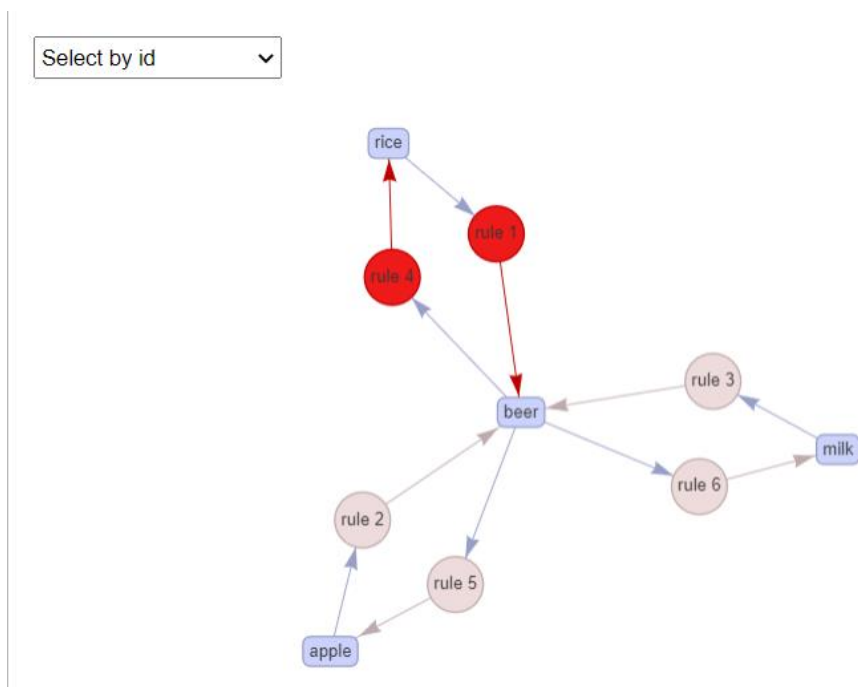 Select by id
rice
rule 1
rule 4
rule 3
beer
milk
rule 6
rule 2
rule 5
apple